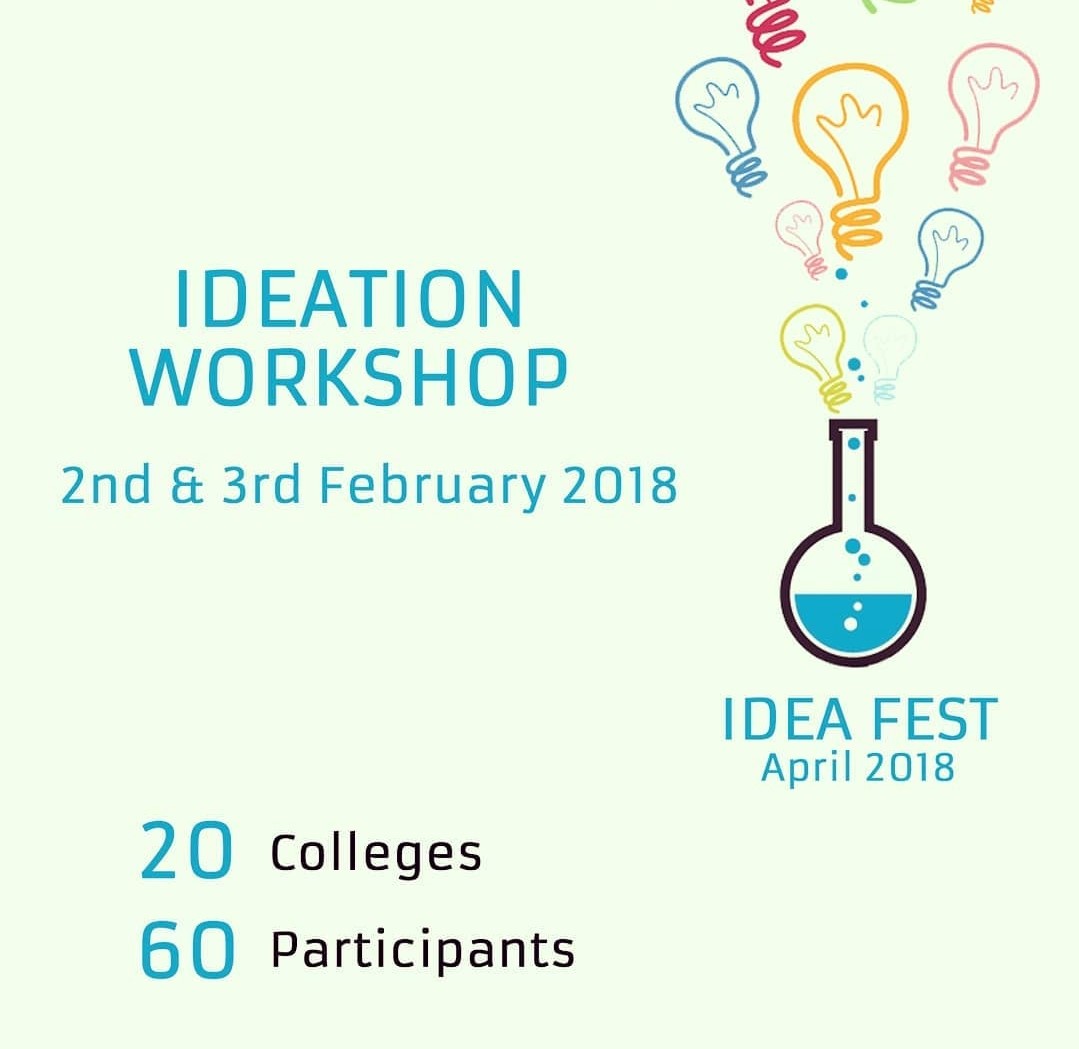 IDEATION
WORKSHOP
2nd & 3rd February 2018
IDEA FEST
April 2018
20 Colleges
60 Participants